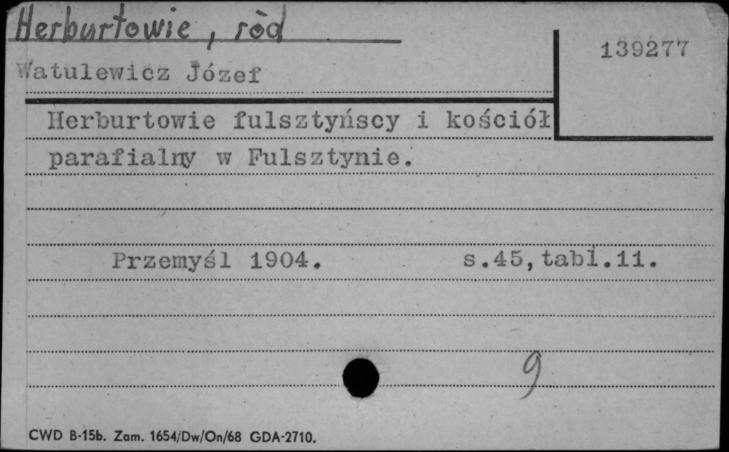 Herburtowie, ròd
139277
Watulewicz Józef
Herburtowie fulsztyńscy i kościół
parafialny w Fulsztynie.
Przemyśl 1904. s.45,tabl.11.
9
CWD B-15b. Zam. 1654/Dw/On/68 GDA-2710.